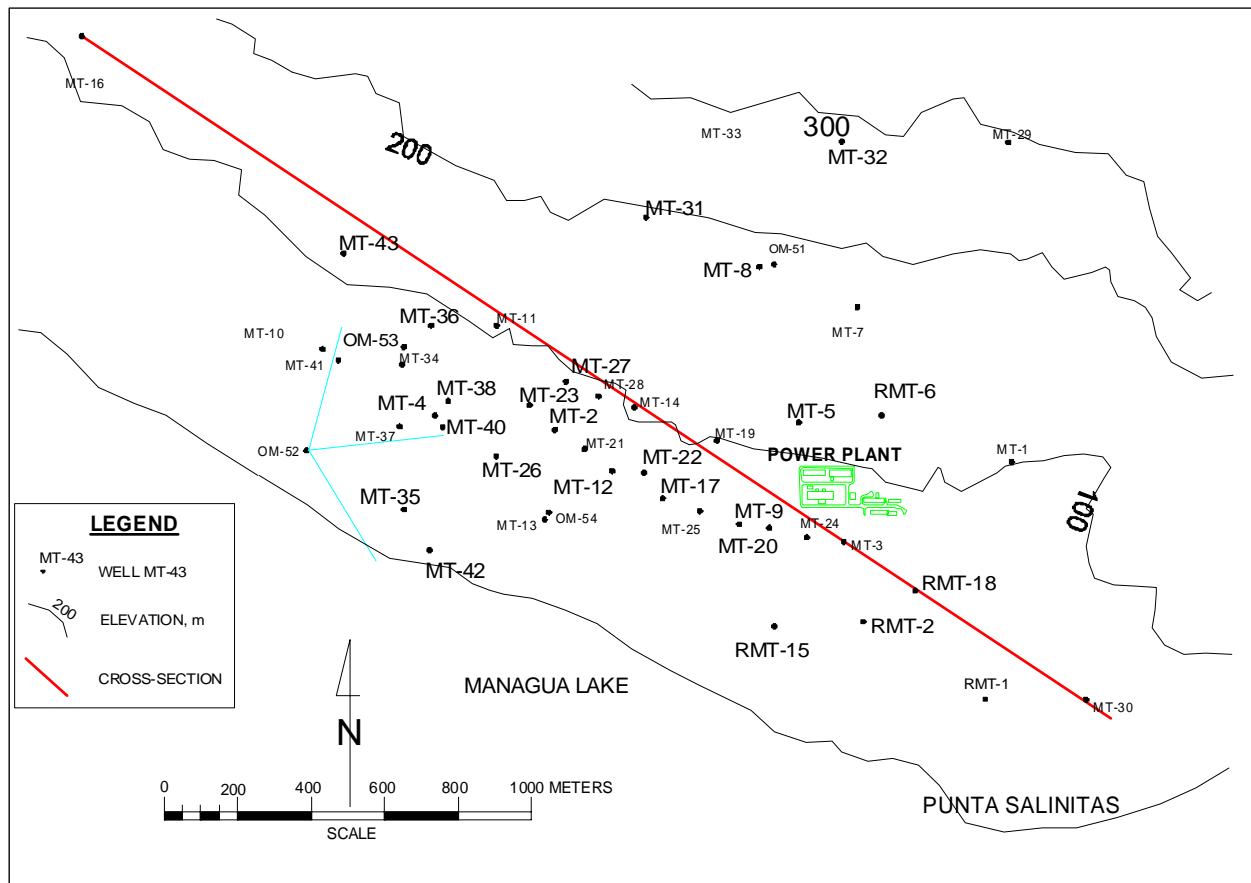 MT-16
200
MT-33
300
MT-32
MT-29
MT-31
MT-43
OM-51
MT-8
MT-7
MT-36
MT-11
MT-10
OM-53
MT-41
MT-34
MT-27
MT-28
MT-38
MT-23
MT-14
RMT-6
MT-4
MT-2
MT-5
MT-37
MT-40
MT-19
OM-52
MT-21
POWER PLANT
MT-1
MT-26
MT-22
MT-12
MT-35
MT-17
100
MT-9
MT-13
OM-54
MT-25
MT-24
MT-20
MT-3
MT-42
RMT-18
RMT-2
RMT-15
RMT-1
MT-30
LEGEND
MT-43
WELL MT-43
200
ELEVATION, m
CROSS-SECTION
MANAGUA LAKE
N
0 200 400 600 800 1000 METERS
SCALE
PUNTA SALINITAS